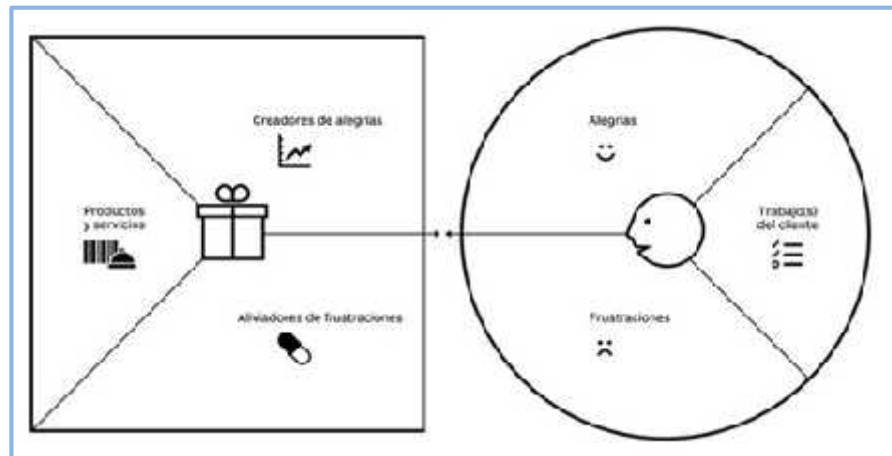 Creadores de alegrías
Productos
y servicios
Aliviadores de frustraciones
Alegrías
Trabajo(s)
del cliente
Frustraciones